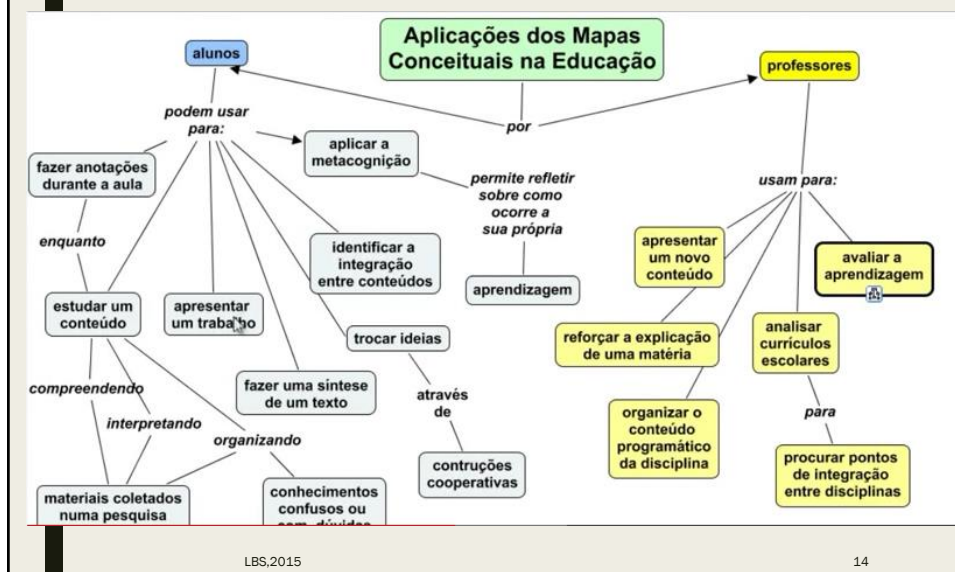 Aplicações dos Mapas
Conceituais na Educação
alunos
professores
por
podem usar
para:
aplicar a
metacognição
fazer anotações
durante a aula
permite refletir
sobre como
ocorre a
sua própria
usam para:
enquanto
identificar a
integração
entre conteúdos
apresentar
um novo
conteúdo
avaliar a
aprendizagem
aprendizagem
estudar um
conteúdo
apresentar
um trabalho
trocar ideias
reforçar a explicação
de uma matéria
analisar
currículos
escolares
compreendendo
fazer uma síntese
de um texto
através
de
interpretando
organizando
organizar o
conteúdo
programático
da disciplina
para
contruções
cooperativas
procurar pontos
de integração
entre disciplinas
materiais coletados
numa pesquisa
conhecimentos
confusos ou
com dúvidas
LBS,2015
14